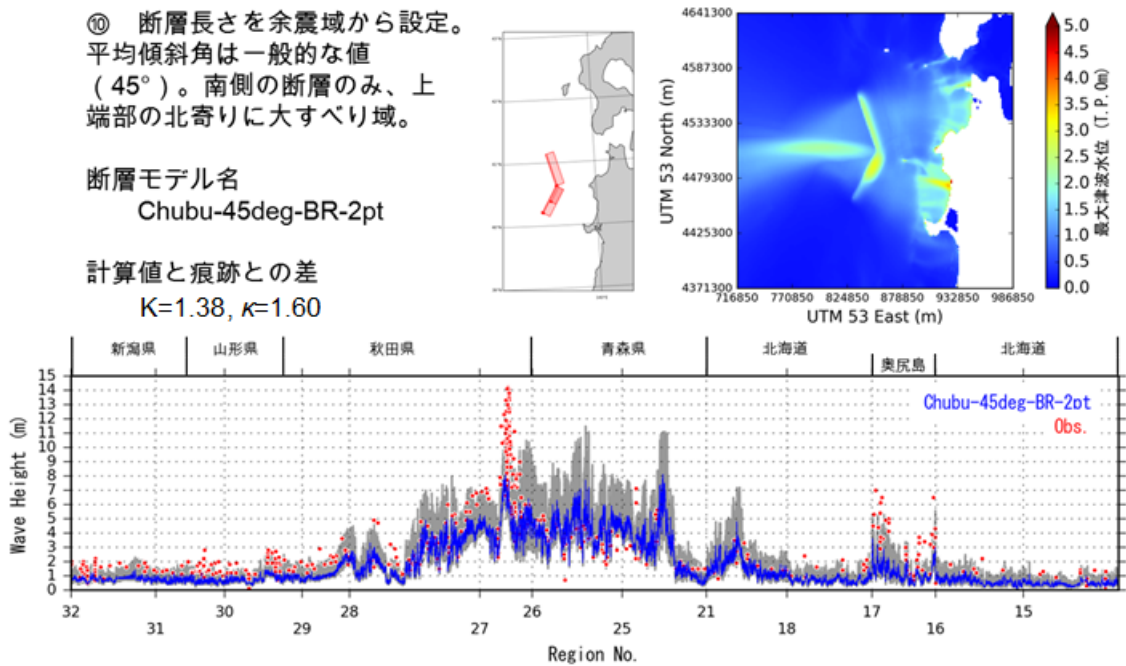 ⑩　断層長さを余震域から設定。
平均傾斜角は一般的な値
（45°）。南側の断層のみ、上
端部の北寄りに大すべり域。
断層モデル名
Chubu-45deg-BR-2pt
計算値と痕跡との差
K=1.38, κ=1.60
UTM 53 North (m)
4641300
4587300
4533300
4479300
4425300
4371300
716850 770850 824850 878850 932850 986850
UTM 53 East (m)
5.0
4.5
4.0
3.5
3.0
2.5
2.0
1.5
1.0
0.5
0.0
最大津波水位 (T.P.0m)
新潟県 山形県 秋田県 青森県 北海道 奥尻島 北海道
Wave Height (m)
15
14
13
12
11
10
9
8
7
6
5
4
3
2
1
0
Chubu-45deg-BR-2pt
Obs.
32 30 28 26 21 17 15
31 29 27 25 18 16
Region No.